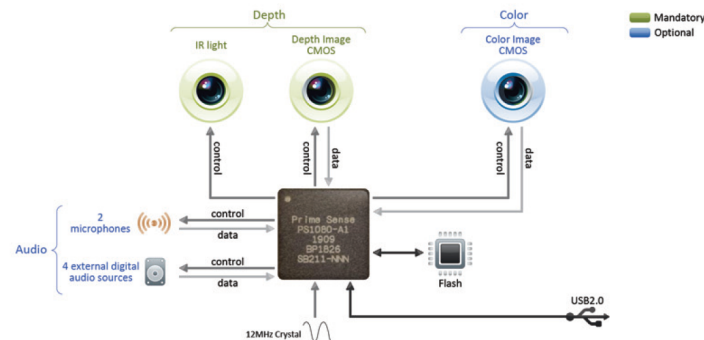 Depth
Color
Mandatory
Optional
IR light
Depth Image
CMOS
Color Image
CMOS
control
control
data
control
data
Audio
2
microphones
control
data
4 external digital
audio sources
control
data
Prime Sense
PS1080-A1
1909
BP1826
SB211-NNN
Flash
12MHz Crystal
USB2.0